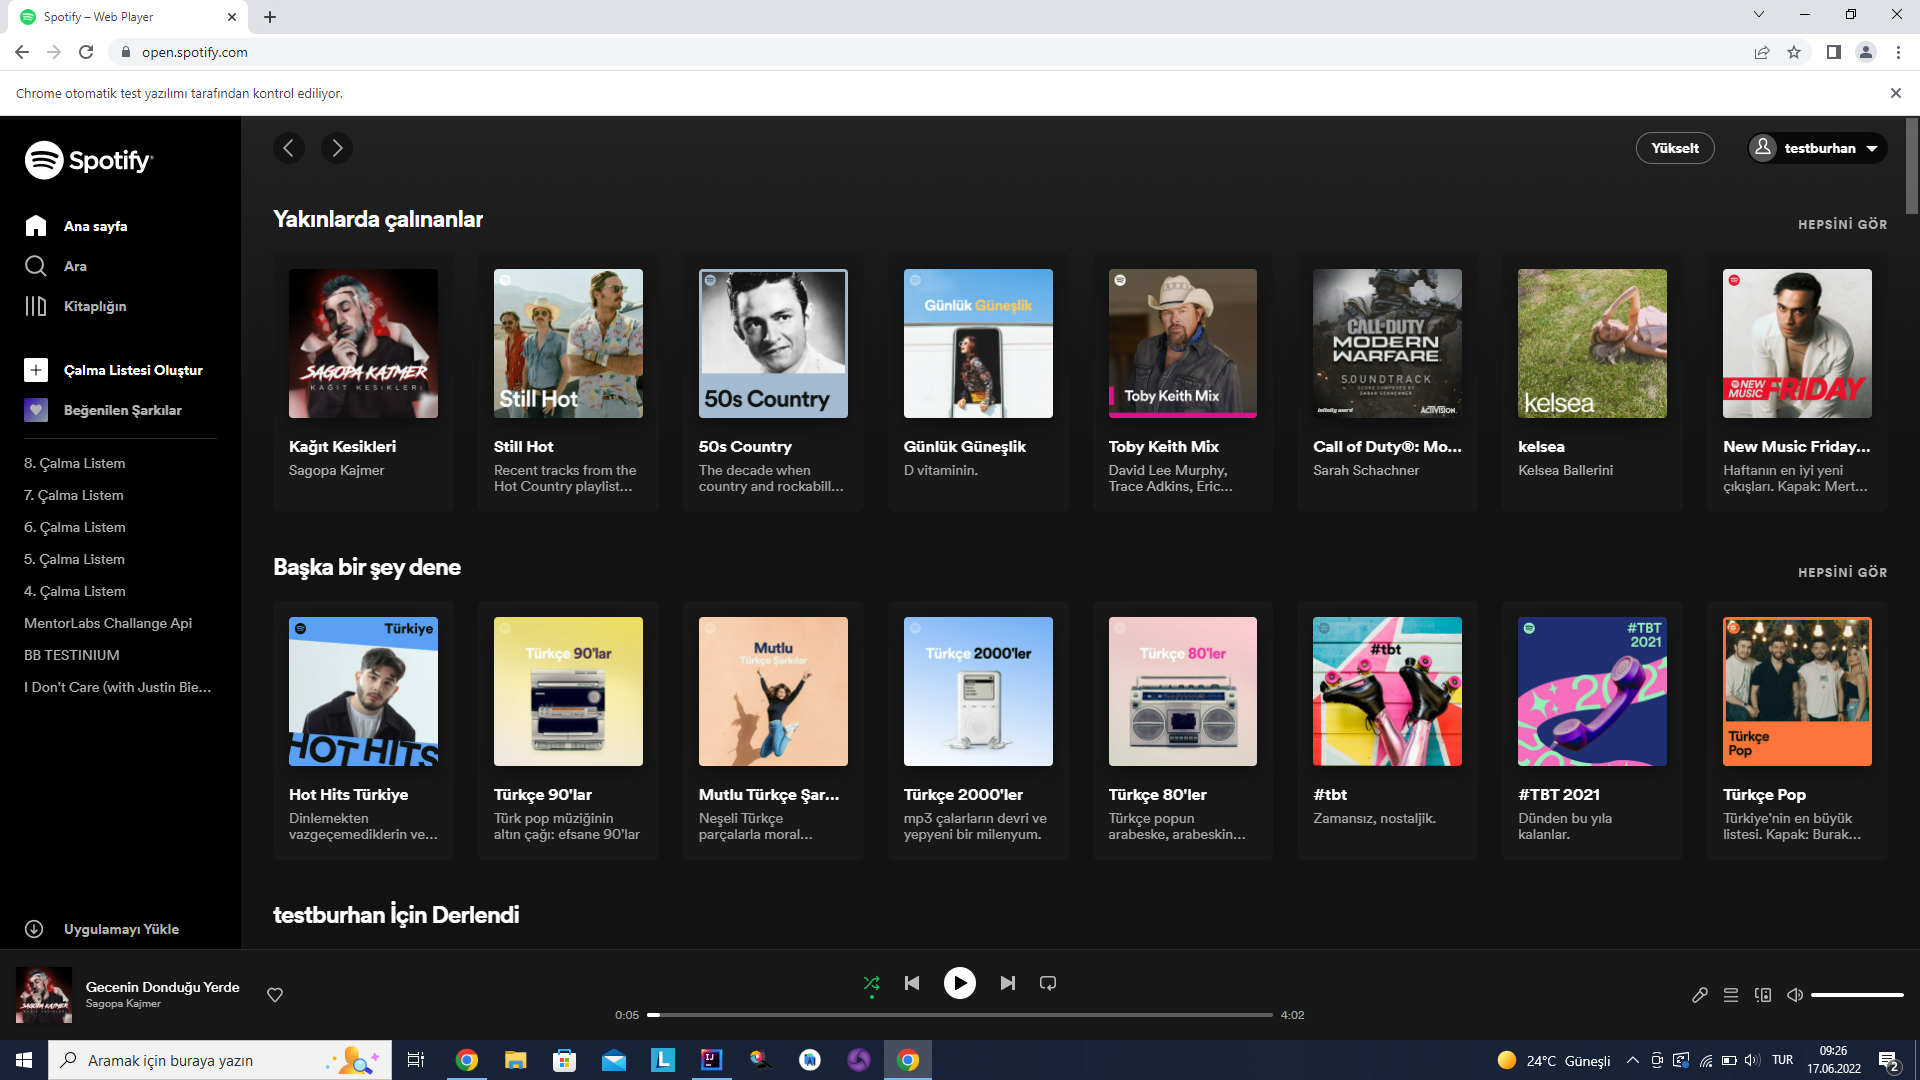 Spotify – Web Player
open.spotify.com
Chrome otomatik test yazılımı tarafından kontrol ediliyor.
Spotify
Ana sayfa
Ara
Kitaplığın
Çalma Listesi Oluştur
Beğenilen Şarkılar
8. Çalma Listem
7. Çalma Listem
6. Çalma Listem
5. Çalma Listem
4. Çalma Listem
MentorLabs Challange Api
BB TESTINIUM
I Don't Care (with Justin Bie...
Uygulamayı Yükle
Yükselt
testburhan
Yakınlarda çalınanlar
HEPSİNİ GÖR
SAGOPA KAJMER
KAĞIT KESİKLERİ
Kağıt Kesikleri
Sagopa Kajmer
Still Hot
Still Hot
Recent tracks from the
Hot Country playlist...
50s Country
50s Country
The decade when
country and rockabill...
Günlük Güneşlik
Günlük Güneşlik
D vitaminin.
Toby Keith Mix
Toby Keith Mix
David Lee Murphy,
Trace Adkins, Eric...
CALL OF DUTY
MODERN
WARFARE
SOUNDTRACK
SCORE COMPOSED BY
SARAH SCHACHNER
infinity ward
ACTIVISION
Call of Duty®: Mo...
Sarah Schachner
kelsea
kelsea
Kelsea Ballerini
NEW
MUSIC
FRIDAY
New Music Friday...
Haftanın en iyi yeni
çıkışları. Kapak: Mert...
Başka bir şey dene
HEPSİNİ GÖR
Türkiye
HOT HITS
Hot Hits Türkiye
Dinlemekten
vazgeçemediklerin ve...
Türkçe 90'lar
Türkçe 90'lar
Türk pop müziğinin
altın çağı: efsane 90'lar
Mutlu
Türkçe Şarkılar
Mutlu Türkçe Şar...
Neşeli Türkçe
parçalarla moral...
Türkçe 2000'ler
Türkçe 2000'ler
mp3 çalarların devri ve
yepyeni bir milenyum.
Türkçe 80'ler
Türkçe 80'ler
Türkçe popun
arabeske, arabeskin...
#tbt
#tbt
Zamansız, nostaljik.
#TBT
2021
#TBT 2021
Dünden bu yıla
kalanlar.
Türkçe
Pop
Türkçe Pop
Türkiye'nin en büyük
listesi. Kapak: Burak...
testburhan İçin Derlendi
Gecenin Donduğu Yerde
Sagopa Kajmer
0:05
4:02
Aramak için buraya yazın
24°C Güneşli
TUR
09:26
17.06.2022
2